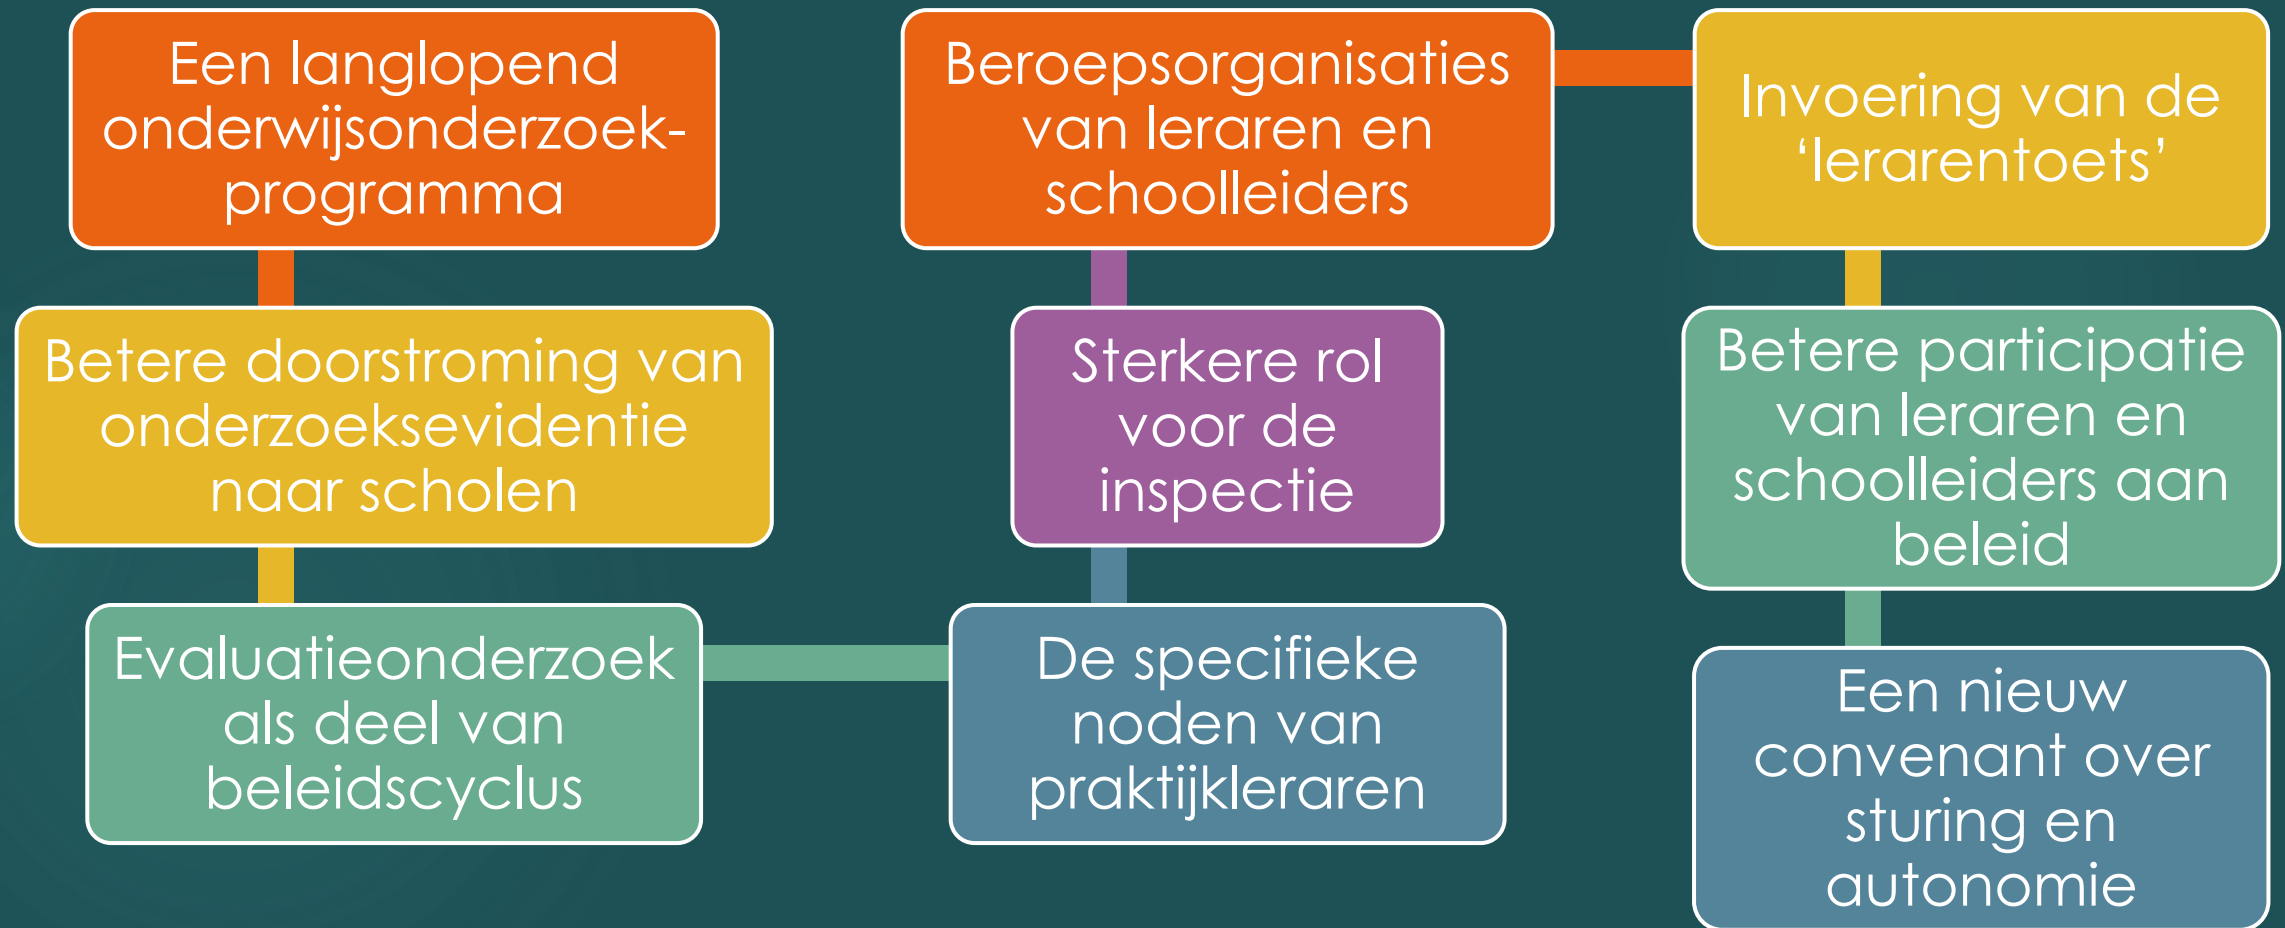 Een langlopend
onderwijsonderzoek-
programma
Betere doorstroming van
onderzoeksevidentie
naar scholen
Evaluatieonderzoek
als deel van
beleidscyclus
De specifieke
noden van
praktijkleraren
Sterkere rol
voor de
inspectie
Beroepsorganisaties
van leraren en
schoolleiders
Invoering van de
‘lerarentoets’
Betere participatie
van leraren en
schoolleiders aan
beleid
Een nieuw
convenant over
sturing en
autonomie